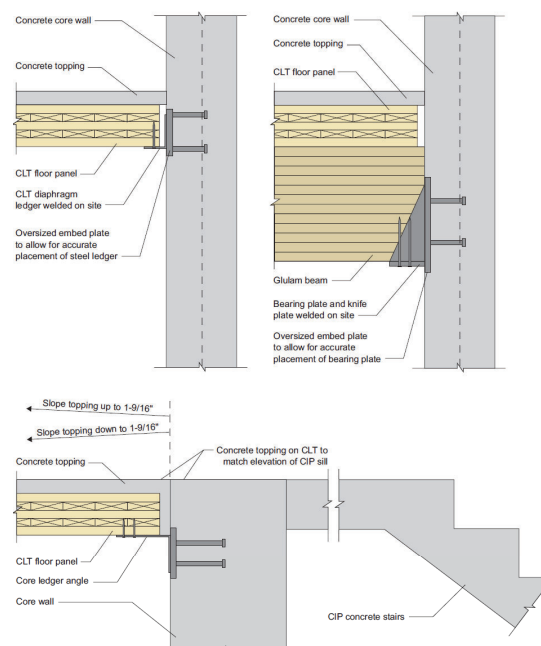 Concrete core wall
Concrete topping
CLT floor panel
CLT diaphragm
ledger welded on site
Oversized embed plate
to allow for accurate
placement of steel ledger
Concrete core wall
Concrete topping
CLT floor panel
Glulam beam
Bearing plate and knife
plate welded on site
Oversized embed plate
to allow for accurate
placement of bearing plate
Slope topping up to 1-9/16"
Slope topping down to 1-9/16"
Concrete topping
Concrete topping on CLT to
match elevation of CIP sill
CLT floor panel
Core ledger angle
Core wall
CIP concrete stairs